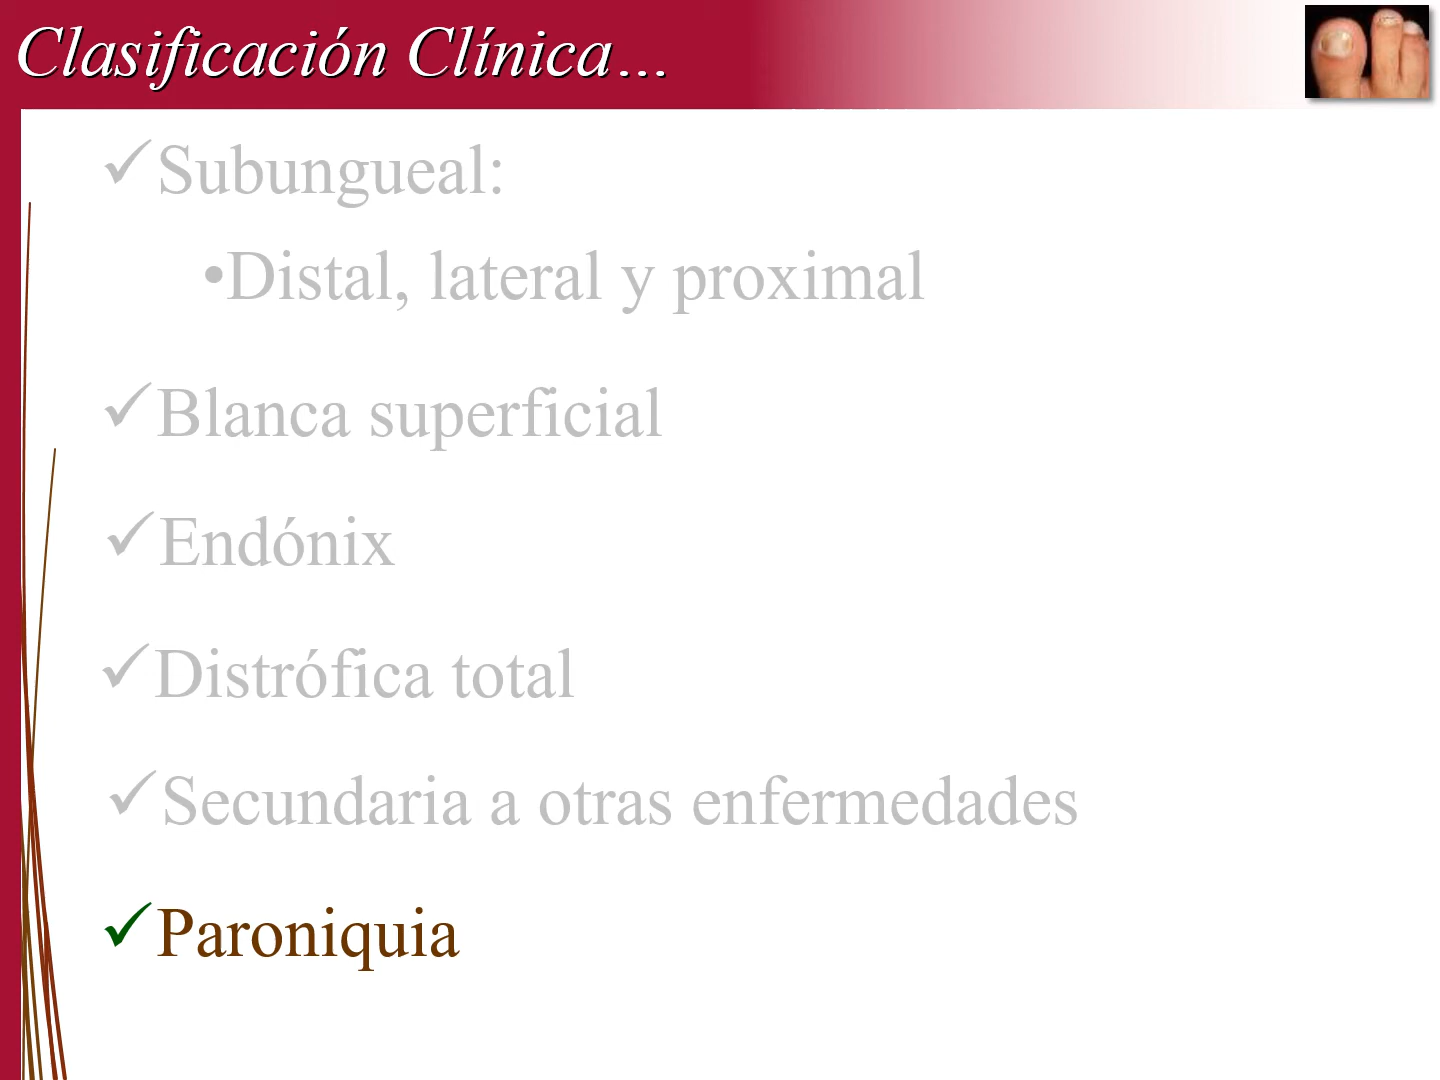 Clasificación Clínica…
✓Subungueal:
•Distal, lateral y proximal
✓Blanca superficial
✓Endónix
✓Distrófica total
✓Secundaria a otras enfermedades
✓Paroniquia